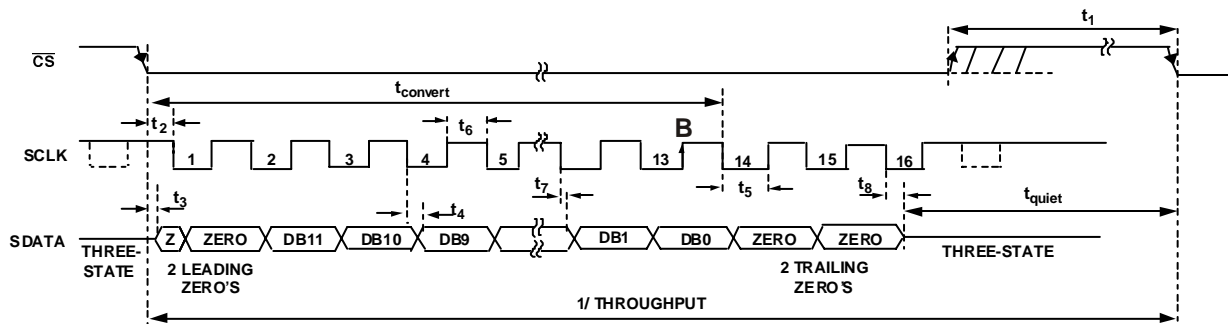 t1
CS
tconvert
t2
t6
B
SCLK
1
2
3
4
5
13
14
15
16
t3
t4
t7
t5
t8
tquiet
SDATA
Z
ZERO
DB11
DB10
DB9
DB1
DB0
ZERO
ZERO
THREE-
STATE
2 LEADING
ZERO'S
2 TRAILING
ZERO'S
THREE-STATE
1/ THROUGHPUT